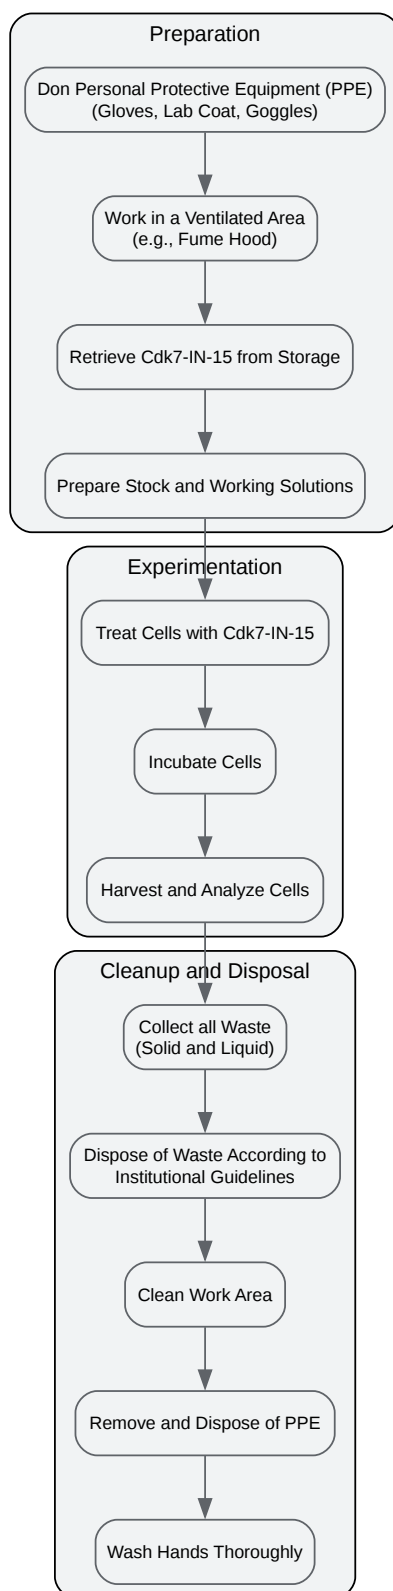 Preparation
Don Personal Protective Equipment (PPE)
(Gloves, Lab Coat, Goggles)
Work in a Ventilated Area
(e.g., Fume Hood)
Retrieve Cdk7-IN-15 from Storage
Prepare Stock and Working Solutions
Experimentation
Treat Cells with Cdk7-IN-15
Incubate Cells
Harvest and Analyze Cells
Cleanup and Disposal
Collect all Waste
(Solid and Liquid)
Dispose of Waste According to
Institutional Guidelines
Clean Work Area
Remove and Dispose of PPE
Wash Hands Thoroughly